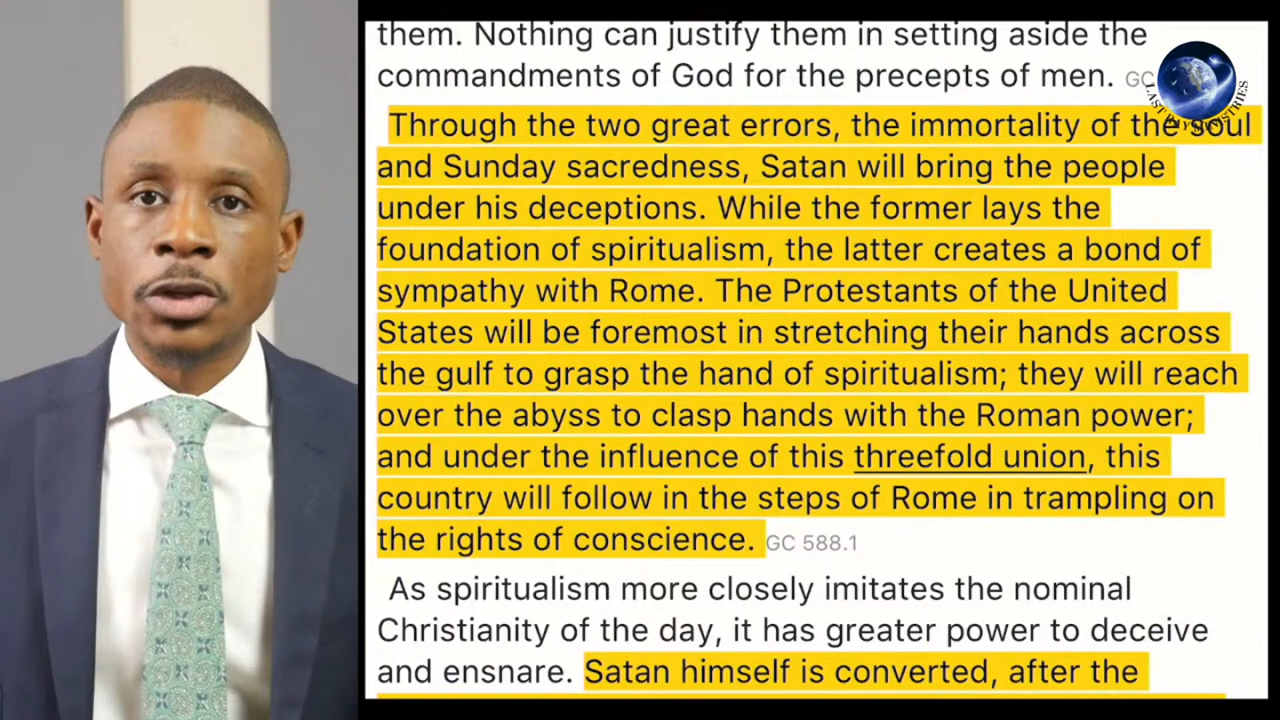 them. Nothing can justify them in setting aside the
commandments of God for the precepts of men. GC
Through the two great errors, the immortality of the soul
and Sunday sacredness, Satan will bring the people
under his deceptions. While the former lays the
foundation of spiritualism, the latter creates a bond of
sympathy with Rome. The Protestants of the United
States will be foremost in stretching their hands across
the gulf to grasp the hand of spiritualism; they will reach
over the abyss to clasp hands with the Roman power;
and under the influence of this threefold union, this
country will follow in the steps of Rome in trampling on
the rights of conscience. GC 588.1
As spiritualism more closely imitates the nominal
Christianity of the day, it has greater power to deceive
and ensnare. Satan himself is converted, after the
LAST DAY MINISTRIES